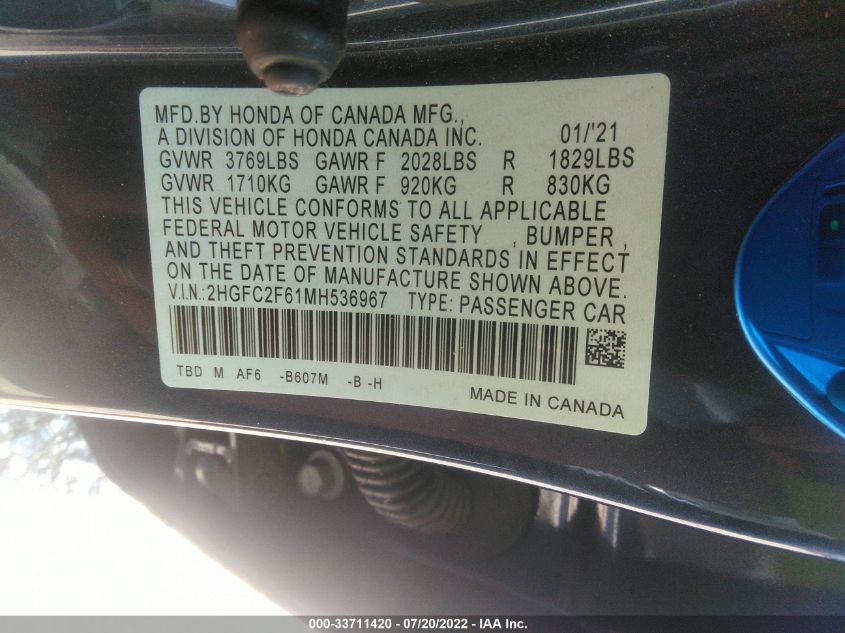 MFD.BY HONDA OF CANADA MFG.,
A DIVISION OF HONDA CANADA INC. 01/'21
GVWR 3769LBS GAWR F 2028LBS R 1829LBS
GVWR 1710KG GAWR F 920KG R 830KG
THIS VEHICLE CONFORMS TO ALL APPLICABLE
FEDERAL MOTOR VEHICLE SAFETY , BUMPER ,
AND THEFT PREVENTION STANDARDS IN EFFECT
ON THE DATE OF MANUFACTURE SHOWN ABOVE.
V.I.N.:2HGFC2F61MH536967 TYPE: PASSENGER CAR
TBD M AF6 -B607M -B -H
MADE IN CANADA
000-33711420 - 07/20/2022 - IAA Inc.